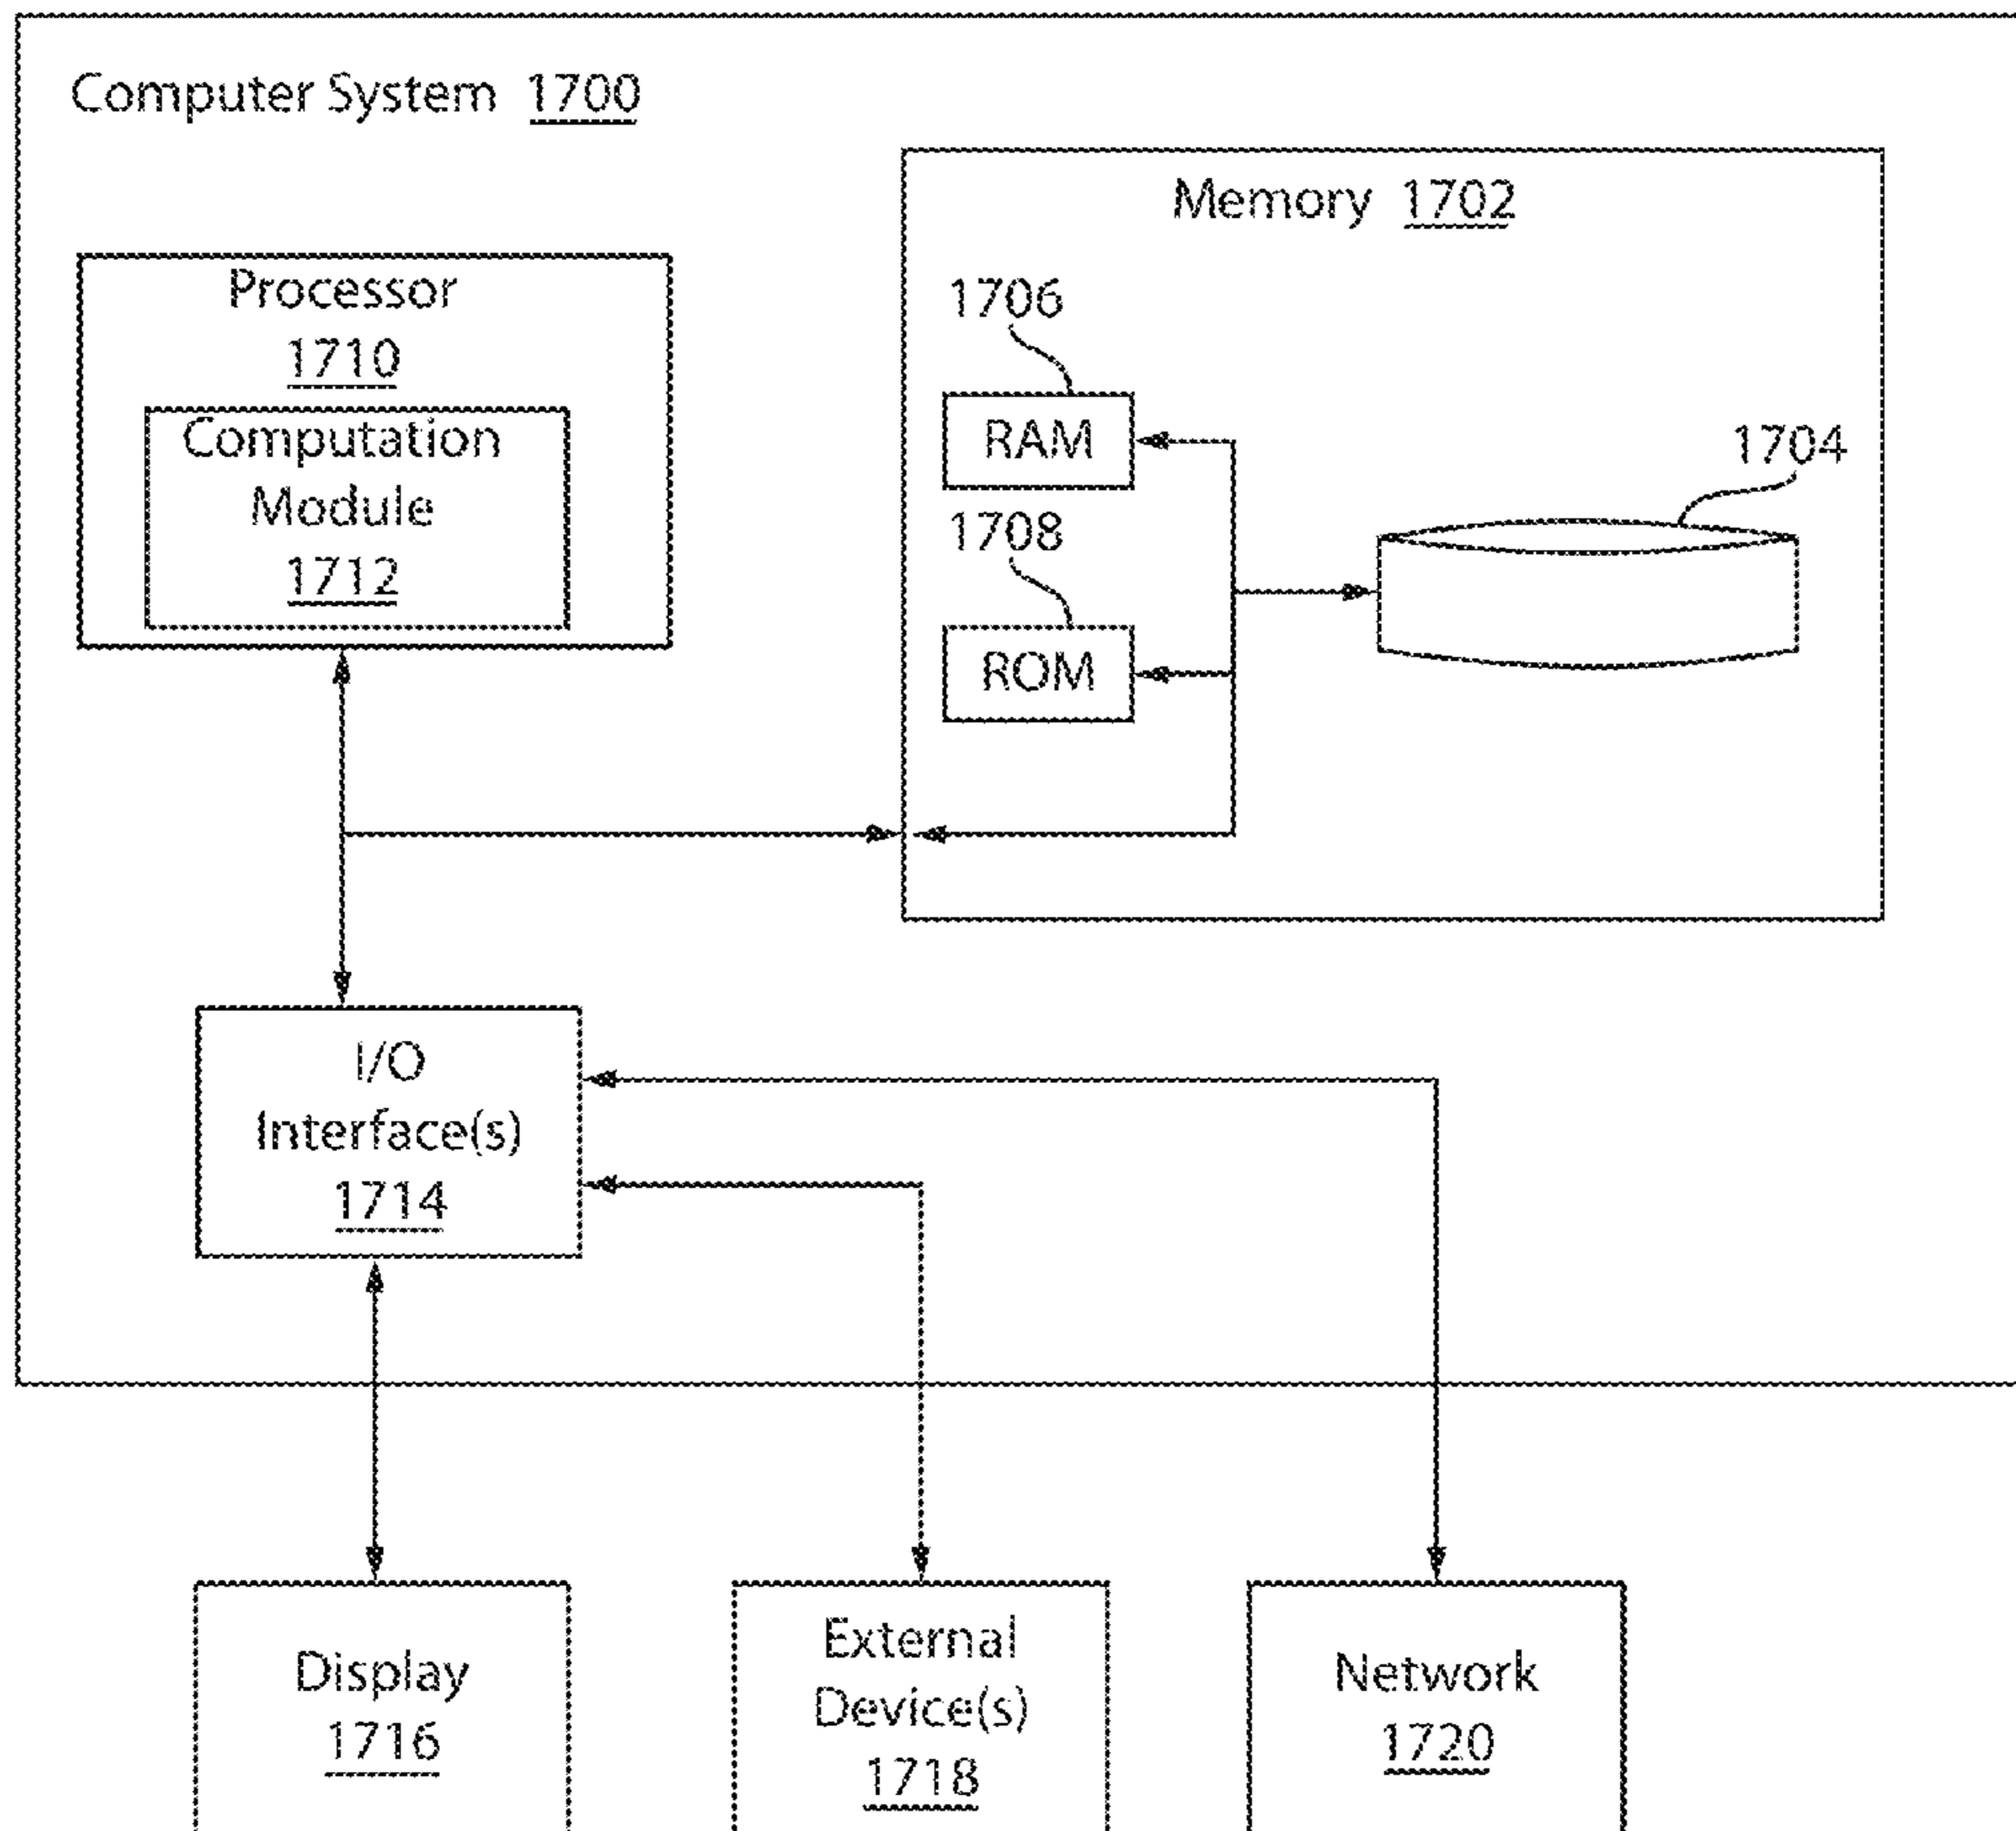 Computer System 1700
Memory 1702
Processor
1710
Computation
Module
1712
1706
RAM
1708
ROM
1704
I/O
Interface(s)
1714
Display
1716
External
Device(s)
1718
Network
1720